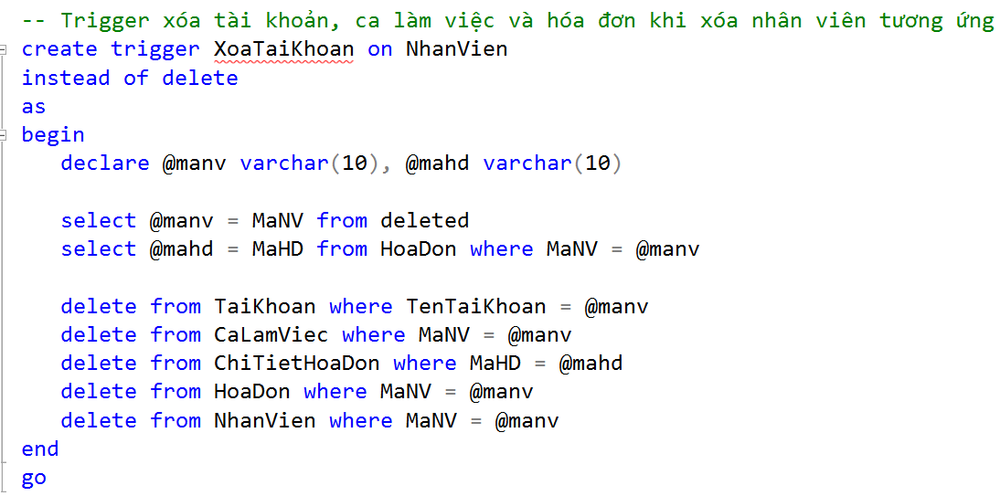 -- Trigger xóa tài khoản, ca làm việc và hóa đơn khi xóa nhân viên tương ứng
create trigger XoaTaiKhoan on NhanVien
instead of delete
as
begin
declare @manv varchar(10), @mahd varchar(10)
select @manv = MaNV from deleted
select @mahd = MaHD from HoaDon where MaNV = @manv
delete from TaiKhoan where TenTaiKhoan = @manv
delete from CaLamViec where MaNV = @manv
delete from ChiTietHoaDon where MaHD = @mahd
delete from HoaDon where MaNV = @manv
delete from NhanVien where MaNV = @manv
end
go